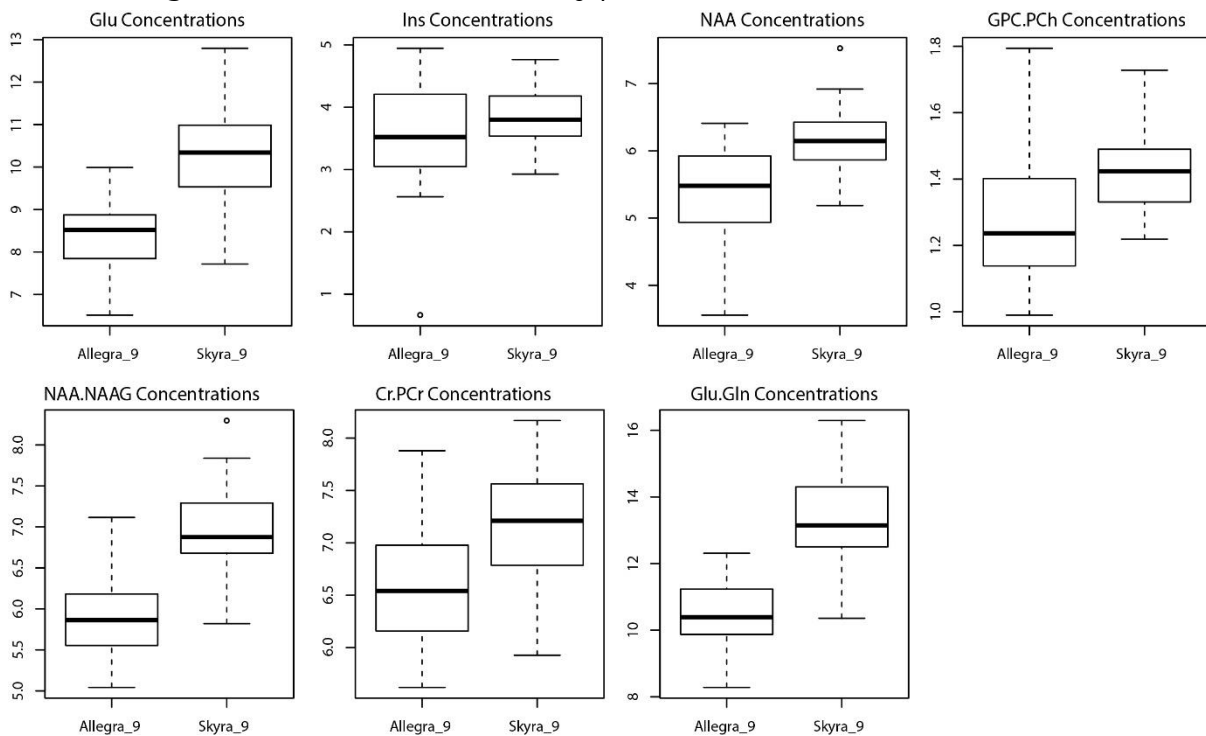 Glu Concentrations
13
12
11
10
9
8
7
Allegra_9 Skyra_9
Ins Concentrations
5
4
3
2
1
Allegra_9 Skyra_9
NAA Concentrations
7
6
5
4
Allegra_9 Skyra_9
GPC.PCh Concentrations
1.8
1.6
1.4
1.2
1.0
Allegra_9 Skyra_9
NAA.NAAG Concentrations
8.0
7.5
7.0
6.5
6.0
5.5
5.0
Allegra_9 Skyra_9
Cr.PCr Concentrations
8.0
7.5
7.0
6.5
6.0
Allegra_9 Skyra_9
Glu.Gln Concentrations
16
14
12
10
8
Allegra_9 Skyra_9